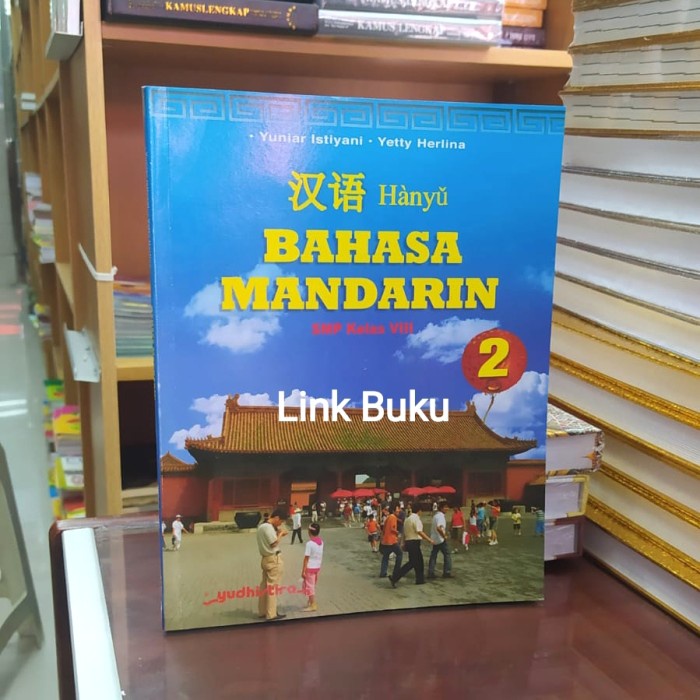 KAMUSLENGKAP
KAMUS LENGKAP
• Yuniar Istiyani • Yetty Herlina
汉语 Hànyǔ
BAHASA
MANDARIN
SMP Kelas VIII
2
Link Buku
yudhistira